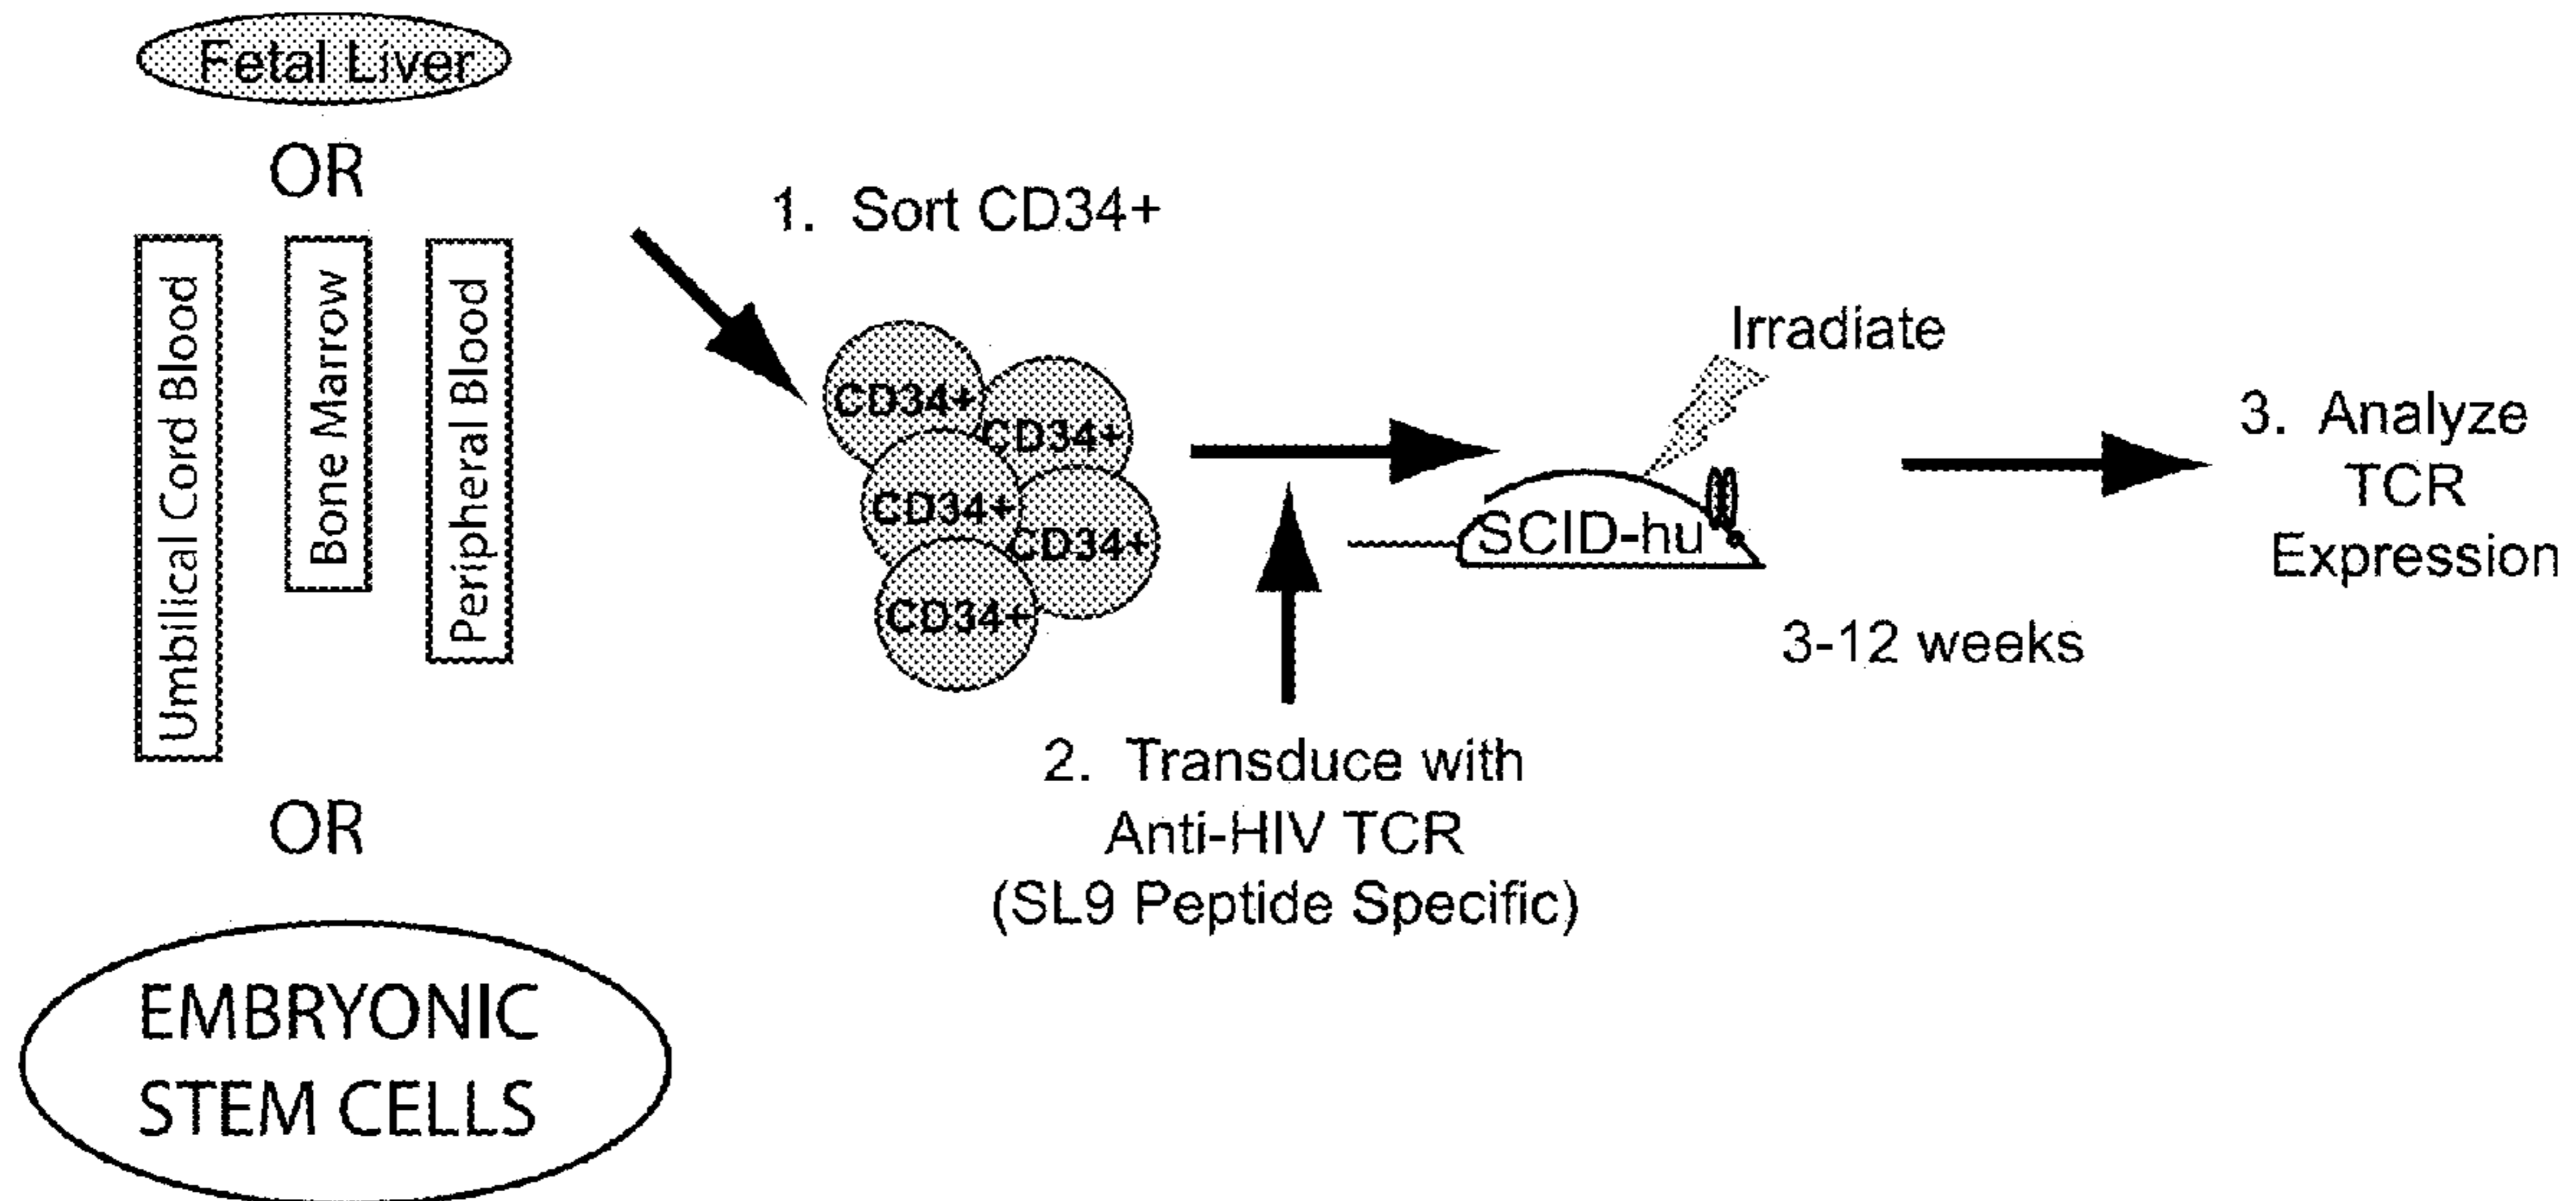 Fetal Liver
OR
Umbilical Cord Blood
Bone Marrow
Peripheral Blood
OR
EMBRYONIC
STEM CELLS
1. Sort CD34+
CD34+
CD34+
CD34+
CD34+
CD34+
2. Transduce with
Anti-HIV TCR
(SL9 Peptide Specific)
Irradiate
SCID-hu
3-12 weeks
3. Analyze
TCR
Expression